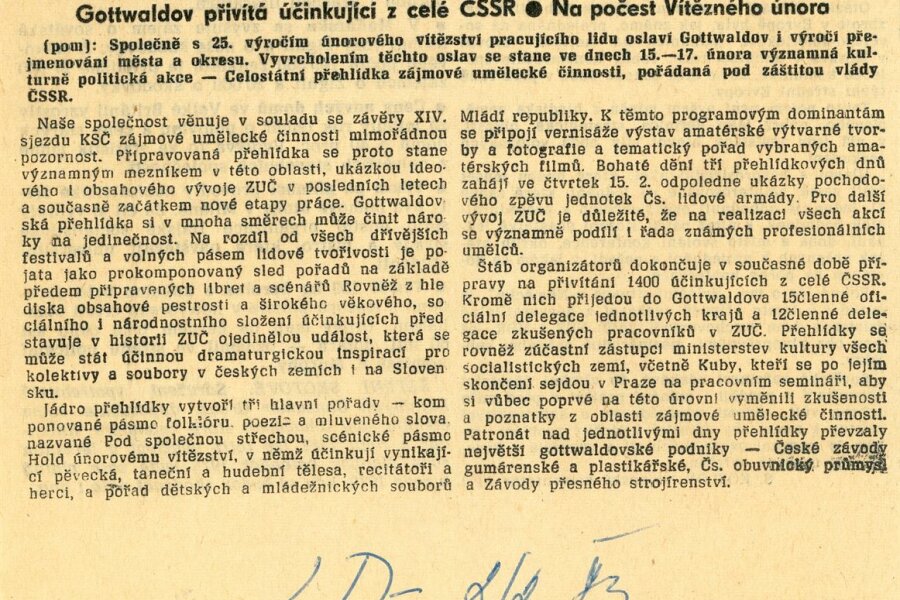 Gottwaldov přivítá účinkující z celé ČSSR ● Na počest Vítězného února
(pom): Společně s 25. výročím únorového vítězství pracujícího lidu oslaví Gottwaldov i výročí pře-
jmenování města a okresu. Vyvrcholením těchto oslav se stane ve dnech 15.—17. února významná kul-
turně politická akce — Celostátní přehlídka zájmové umělecké činnosti, pořádaná pod záštitou vlády
ČSSR.
Naše společnost věnuje v souladu se závěry XIV.
sjezdu KSČ zájmové umělecké činnosti mimořádnou
pozornost. Připravovaná přehlídka se proto stane
významným mezníkem v této oblasti, ukázkou ideo-
vého i obsahového vývoje ZUČ v posledních letech
a současně začátkem nové etapy práce. Gottwaldov
ská přehlídka si v mnoha směrech může činit náro
ky na jedinečnost. Na rozdíl od všech dřívějších
festivalů a volných pásem lidové tvořivosti je po
jata jako prokomponovaný sled pořadů na základě
předem připravených libret a scénářů Rovněž z hle
diska obsahové pestrosti a širokého věkového, so
ciálního i národnostního složení účinkujících před
stavuje v historii ZUČ ojedinělou událost, která se
může stát účinnou dramaturgickou inspirací pro
kolektivy a soubory v českých zemích i na Sloven
sku.
Jádro přehlídky vytvoří tři hlavní pořady — kom
ponované pásmo folklóru, poezie a mluveného slova
nazvané Pod společnou střechou, scénické pásmo
Hold únorovému vítězství, v němž účinkují vynikají-
cí pěvecká, taneční a hudební tělesa, recitátoři a
herci, a pořad dětských a mládežnických souborů
Mládí republiky. K těmto programovým dominantám
se připojí vernisáže výstav amatérské výtvarné tvor-
by a fotografie a tematický pořad vybraných ama-
térských filmů. Bohaté dění tří přehlídkových dnů
zahájí ve čtvrtek 15. 2. odpoledne ukázky pochodo-
vého zpěvu jednotek Čs. lidové armády. Pro další
vývoj ZUČ je důležité, že na realizaci všech akcí
se významně podílí i řada známých profesionálních
umělců.
Štáb organizátorů dokončuje v současné době pří-
pravy na přivítání 1400 účinkujících z celé ČSSR.
Kromě nich přijedou do Gottwaldova 15členné ofi-
ciální delegace jednotlivých krajů a 12členné dele-
gace zkušených pracovníků v ZUČ. Přehlídky se
rovněž zúčastní zástupci ministerstev kultury všech
socialistických zemí, včetně Kuby, kteří se po jejím
skončení sejdou v Praze na pracovním semináři, aby
si vůbec poprvé na této úrovni vyměnili zkušenosti
a poznatky z oblasti zájmové umělecké činnosti.
Patronát nad jednotlivými dny přehlídky převzaly
největší gottwaldovské podniky — České závody
gumárenské a plastikářské, Čs. obuvnický průmysl
a Závody přesného strojírenství.